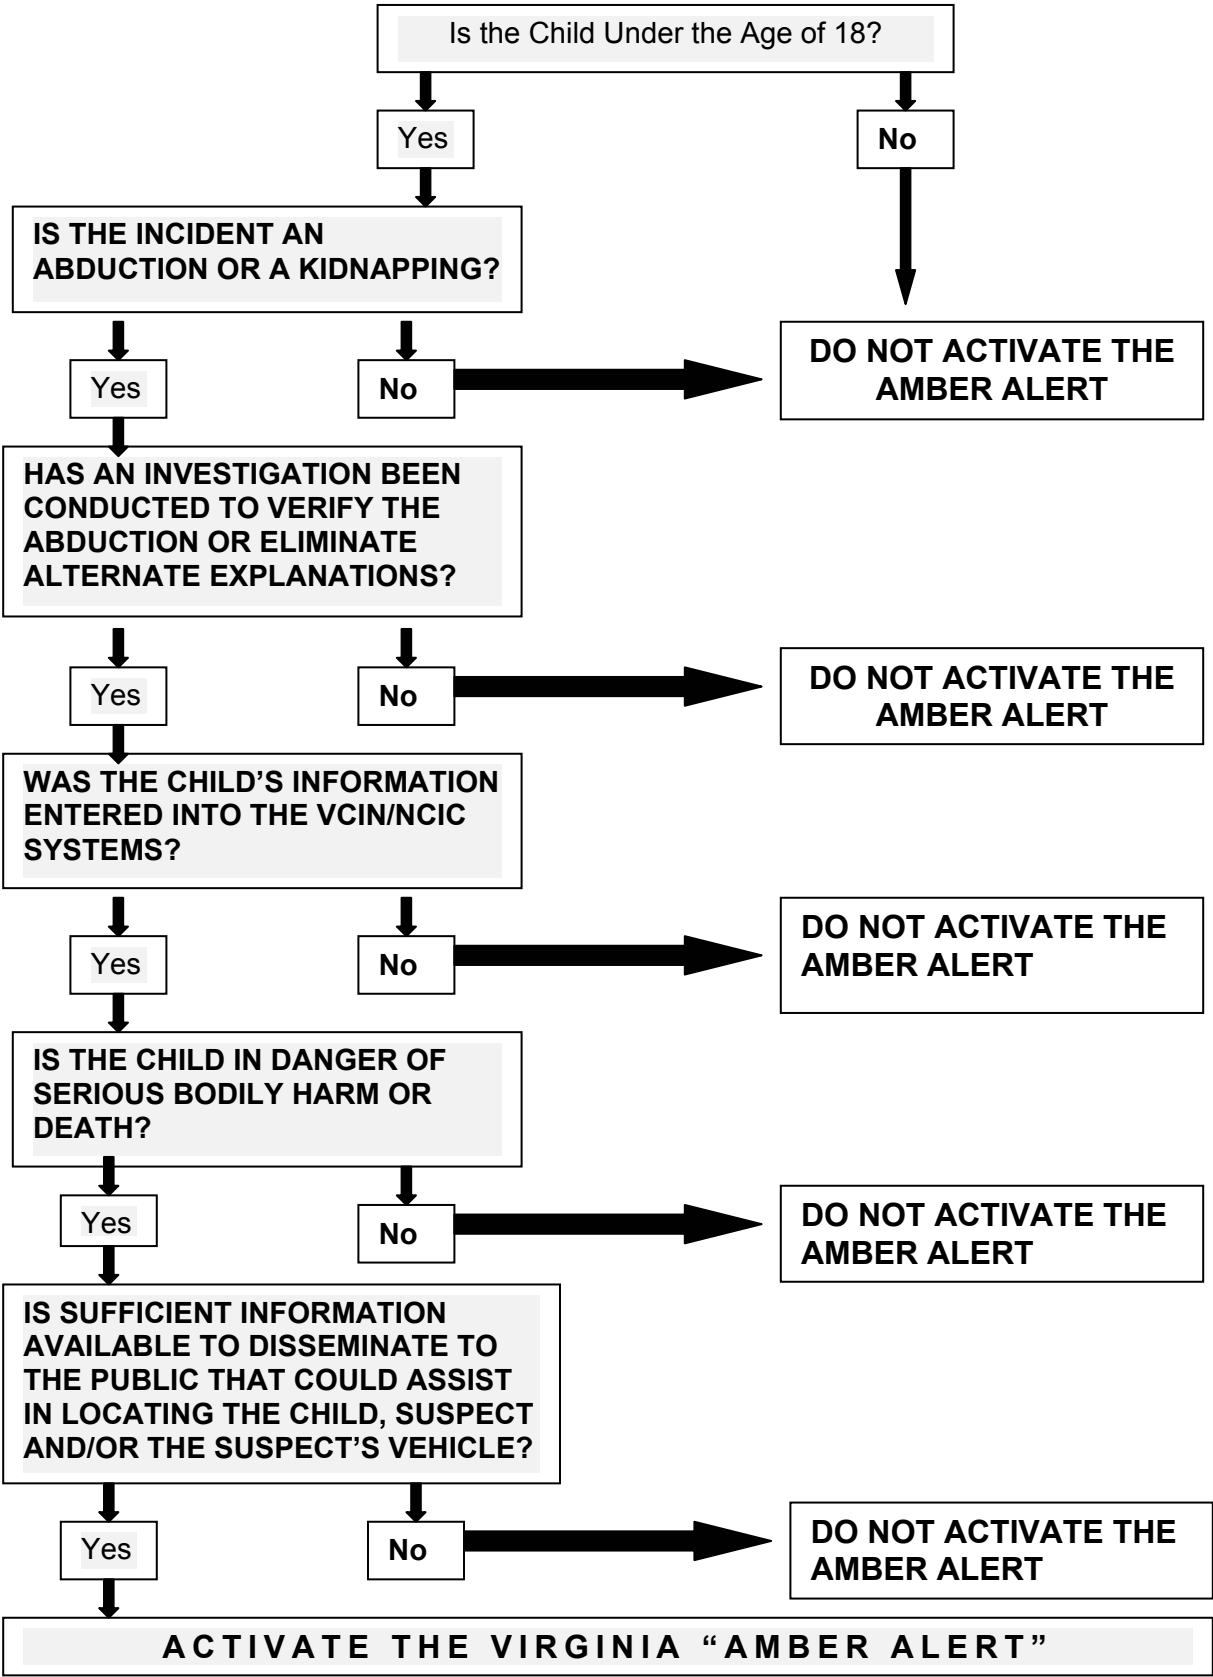 Is the Child Under the Age of 18?
Yes
No
IS THE INCIDENT AN
ABDUCTION OR A KIDNAPPING?
Yes
No
DO NOT ACTIVATE THE
AMBER ALERT
HAS AN INVESTIGATION BEEN
CONDUCTED TO VERIFY THE
ABDUCTION OR ELIMINATE
ALTERNATE EXPLANATIONS?
Yes
No
DO NOT ACTIVATE THE
AMBER ALERT
WAS THE CHILD’S INFORMATION
ENTERED INTO THE VCIN/NCIC
SYSTEMS?
Yes
No
DO NOT ACTIVATE THE
AMBER ALERT
IS THE CHILD IN DANGER OF
SERIOUS BODILY HARM OR
DEATH?
Yes
No
DO NOT ACTIVATE THE
AMBER ALERT
IS SUFFICIENT INFORMATION
AVAILABLE TO DISSEMINATE TO
THE PUBLIC THAT COULD ASSIST
IN LOCATING THE CHILD, SUSPECT
AND/OR THE SUSPECT’S VEHICLE?
Yes
No
DO NOT ACTIVATE THE
AMBER ALERT
ACTIVATE THE VIRGINIA “AMBER ALERT”